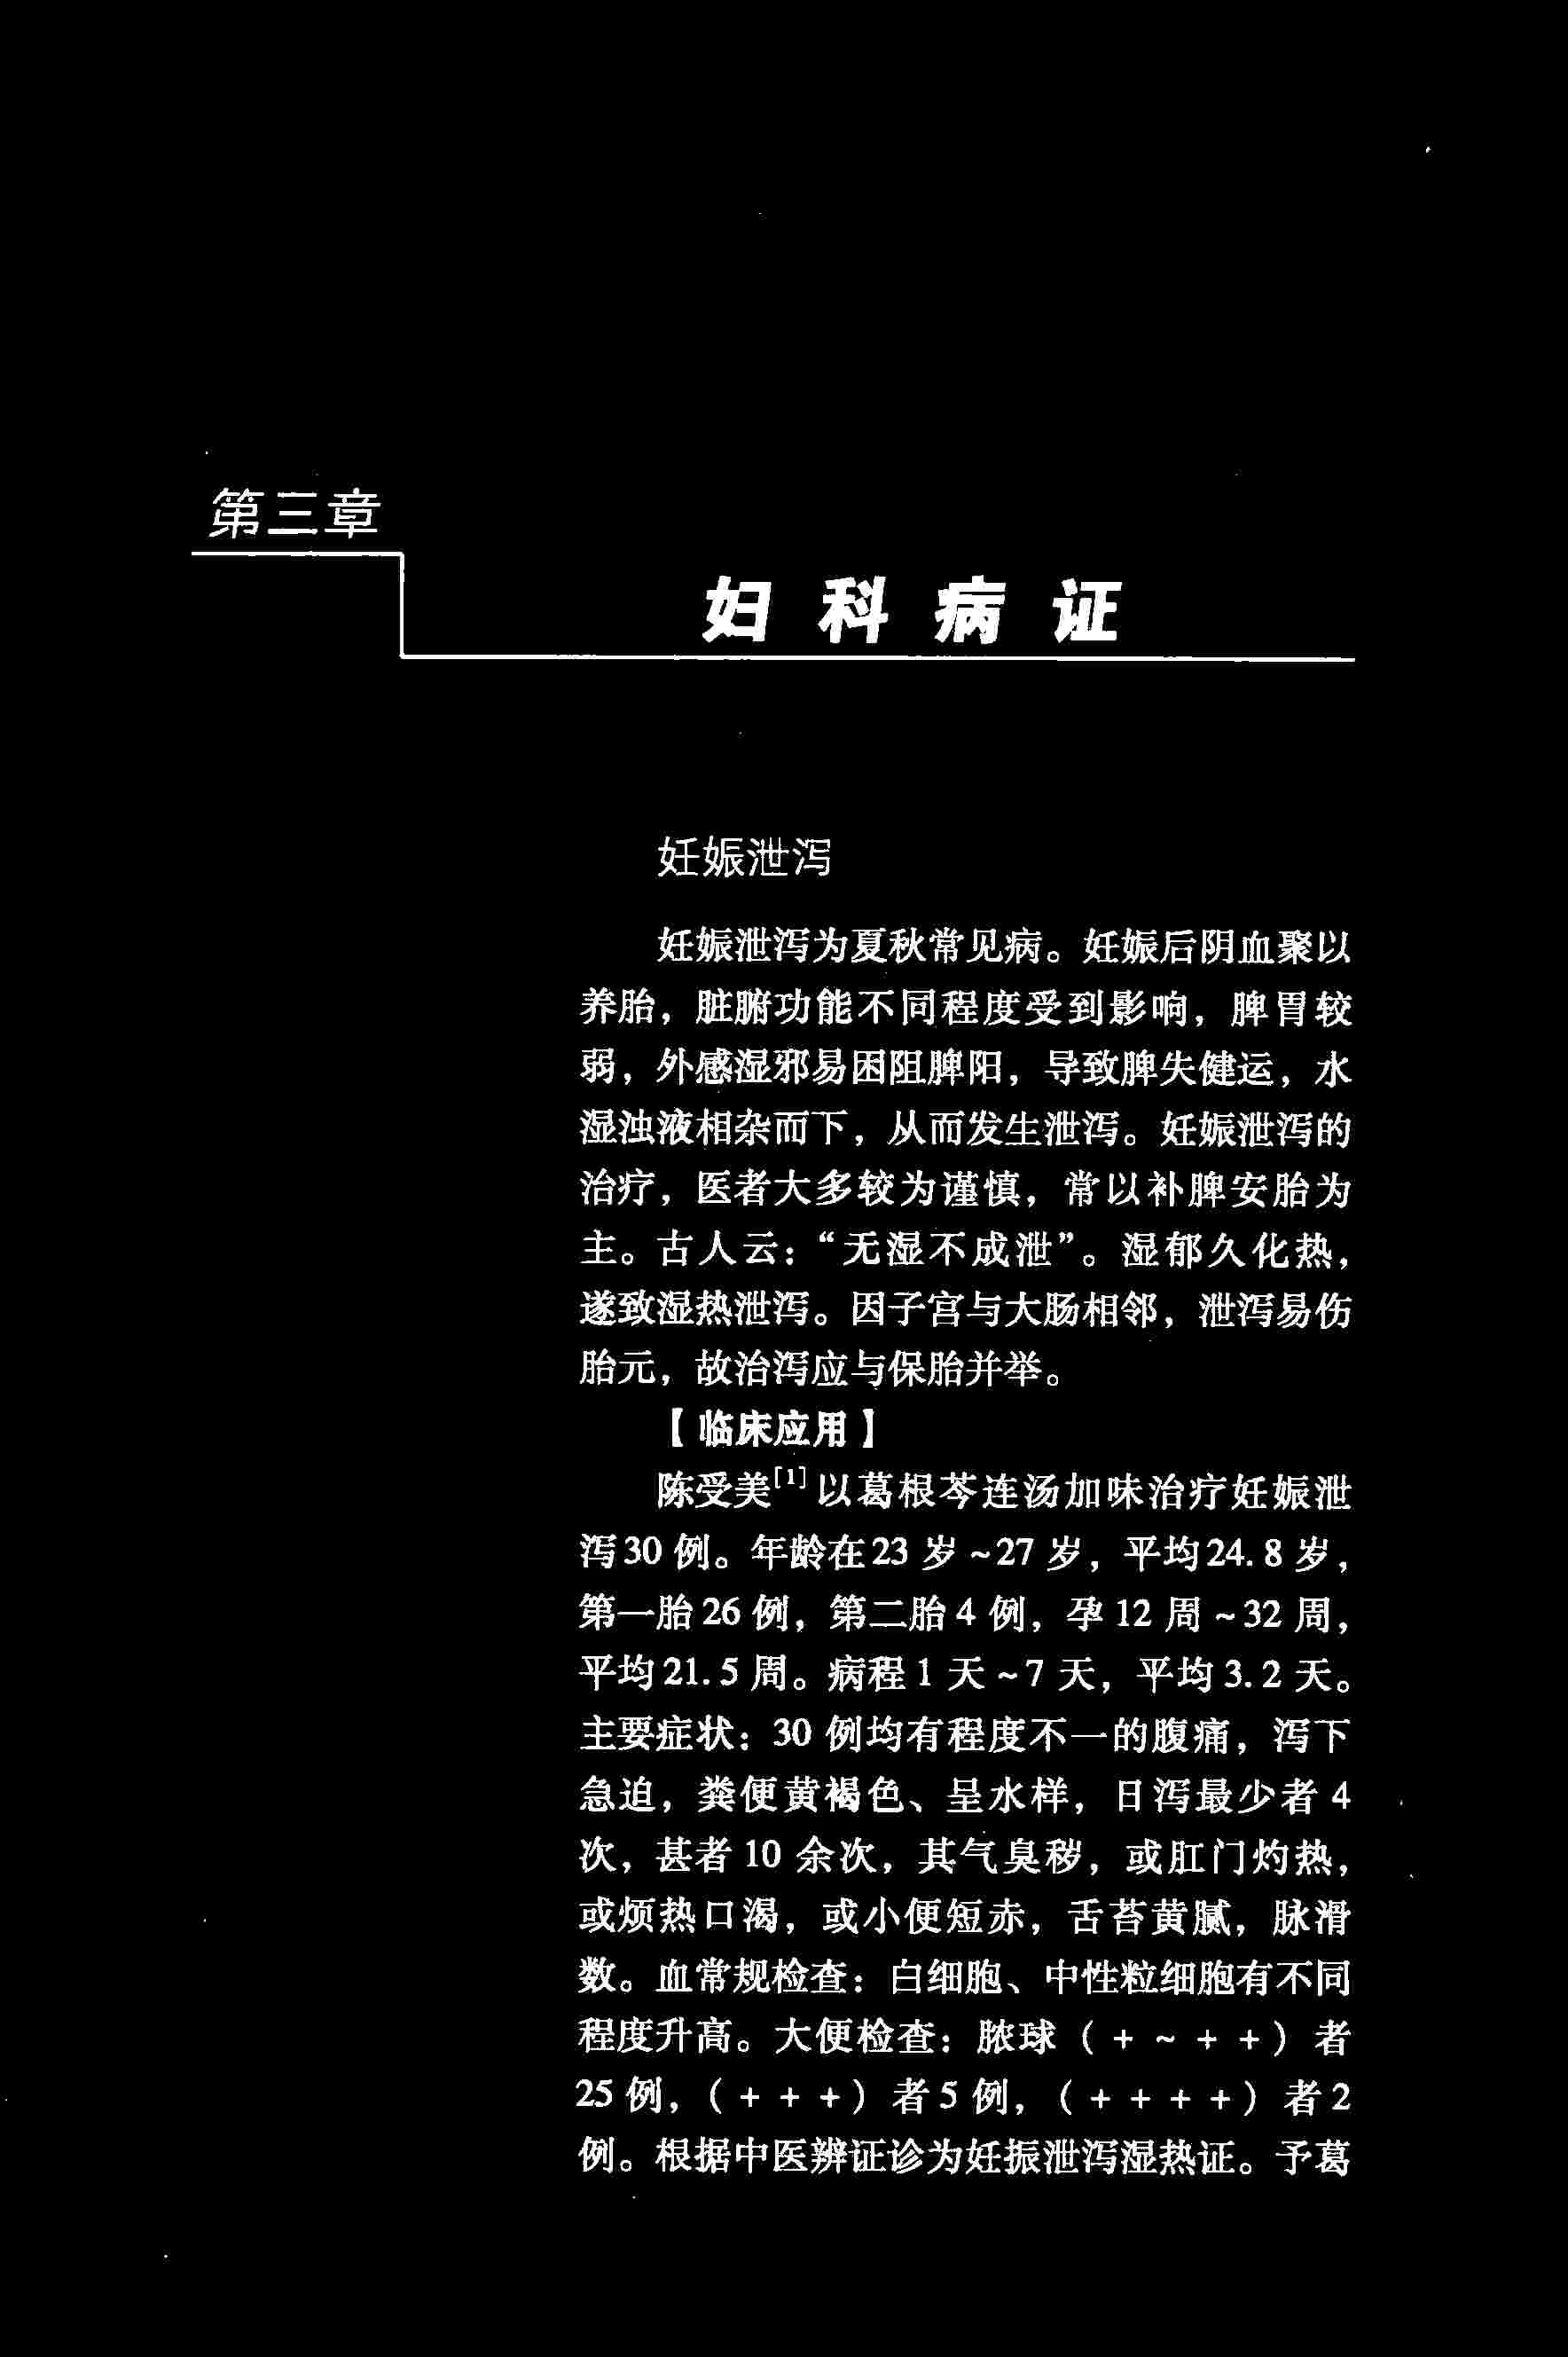 第三章
妇科病证
妊娠泄泻
妊娠泄泻为夏秋常见病。妊娠后阴血聚以
养胎，脏腑功能不同程度受到影响，脾胃较
弱，外感湿邪易困阻脾阳，导致脾失健运，水
湿浊液相杂而下，从而发生泄泻。妊娠泄泻的
治疗，医者大多较为谨慎，常以补脾安胎为
主。古人云：“无湿不成泄”。湿郁久化热，
遂致湿热泄泻。因子宫与大肠相邻，泄泻易伤
胎元，故治泻应与保胎并举。
【临床应用】
陈受美[1]以葛根芩连汤加味治疗妊娠泄
泻30例。年龄在23岁~27岁，平均24.8岁，
第一胎26例，第二胎4例，孕12周~32周，
平均21.5周。病程1天~7天，平均3.2天。
主要症状：30例均有程度不一的腹痛，泻下
急迫，粪便黄褐色、呈水样，日泻最少者4
次，甚者10余次，其气臭秽，或肛门灼热，
或烦热口渴，或小便短赤，舌苔黄腻，脉滑
数。血常规检查：白细胞、中性粒细胞有不同
程度升高。大便检查：脓球（+~++）者
25例，（+++）者5例，（++++）者2
例。根据中医辨证诊为妊振泄泻湿热证。予葛